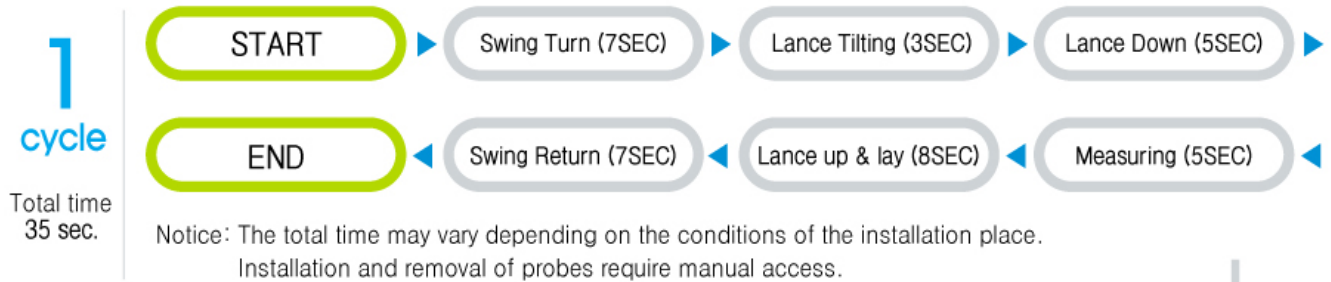 1
cycle
Total time
35 sec.
START
Swing Turn (7SEC)
Lance Tilting (3SEC)
Lance Down (5SEC)
END
Swing Return (7SEC)
Lance up & lay (8SEC)
Measuring (5SEC)
Notice: The total time may vary depending on the conditions of the installation place.
Installation and removal of probes require manual access.